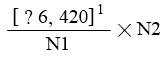 [ ? 6, 420]¹
N1 × N2